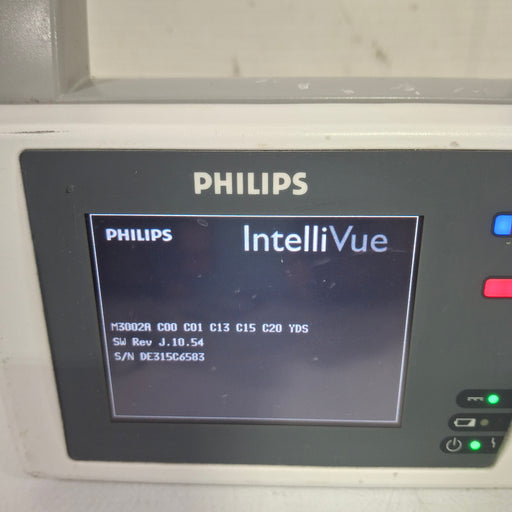 PHILIPS
PHILIPS IntelliVue
M3002A C00 C01 C13 C15 C20 YDS
SW Rev J.10.54
S/N DE315C6583